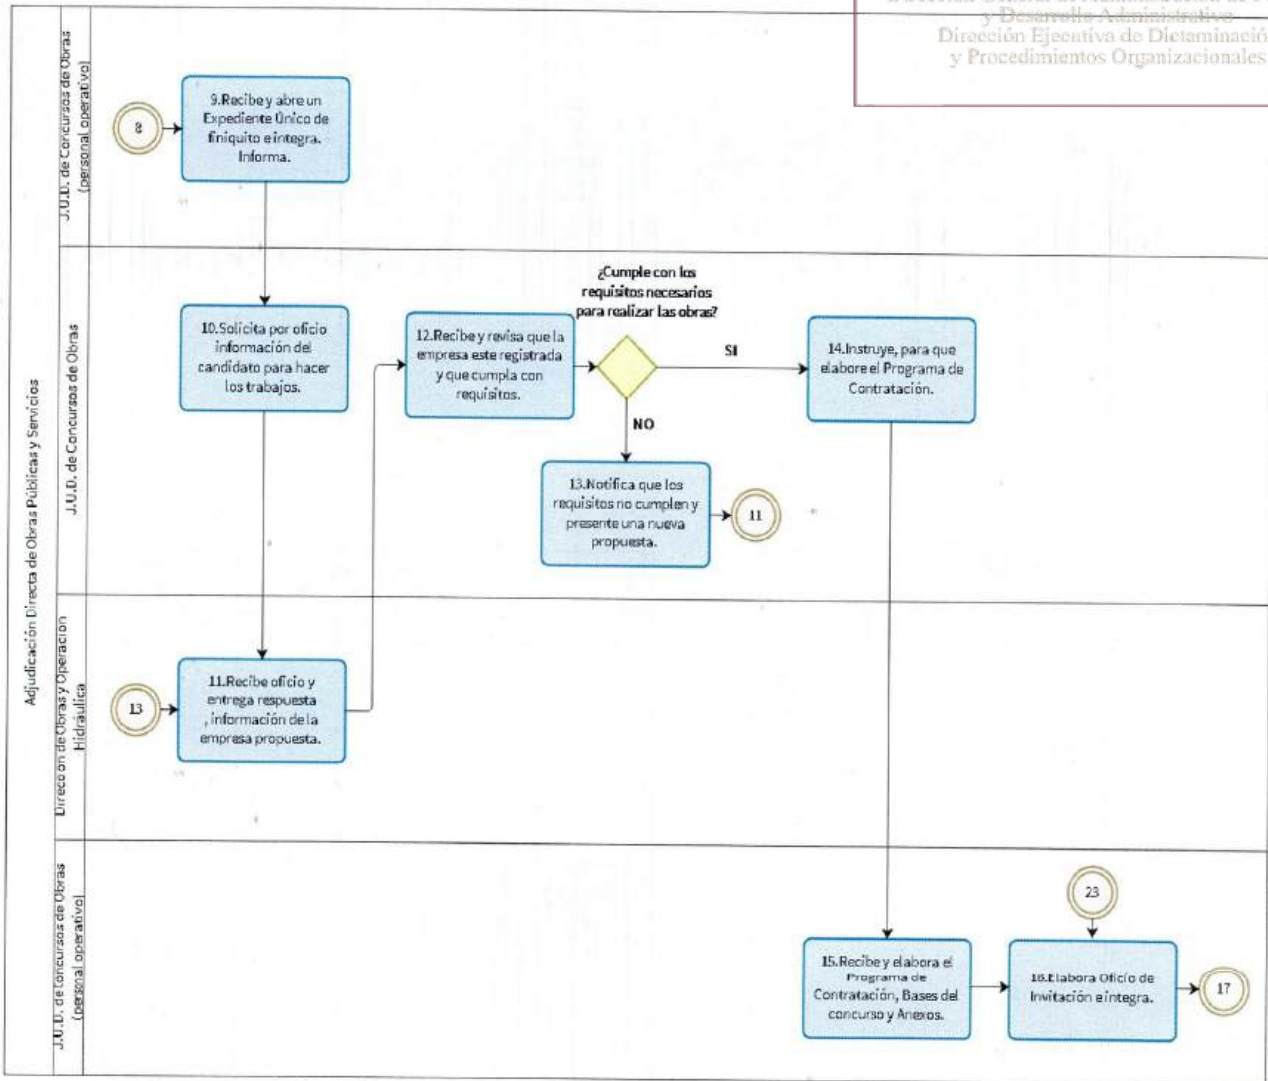 y Desarrollo Administrativo
Dirección Ejecutiva de Dictaminació
y Procedimientos Organizacionales
Adjudicación Directa de Obras Públicas y Servicios
J.U.D. de Concursos de Obras
(personal operativo)
8
9.Recibe y abre un
Expediente Único de
finiquito e integra.
Informa.
J.U.D. de Concursos de Obras
10.Solicita por oficio
información del
candidato para hacer
los trabajos.
12.Recibe y revisa que la
empresa este registrada
y que cumpla con
requisitos.
¿Cumple con los
requisitos necesarios
para realizar las obras?
SI
NO
14.Instruye, para que
elabore el Programa de
Contratación.
13.Notifica que los
requisitos no cumplen y
presente una nueva
propuesta.
11
Dirección de Obras y Operación
Hidráulica
13
11.Recibe oficio y
entrega respuesta
, información de la
empresa propuesta.
J.U.D. de Concursos de Obras
(personal operativo)
15.Recibe y elabora el
Programa de
Contratación, Bases del
concurso y Anexos.
23
16.Elabora Oficio de
Invitación e integra.
17